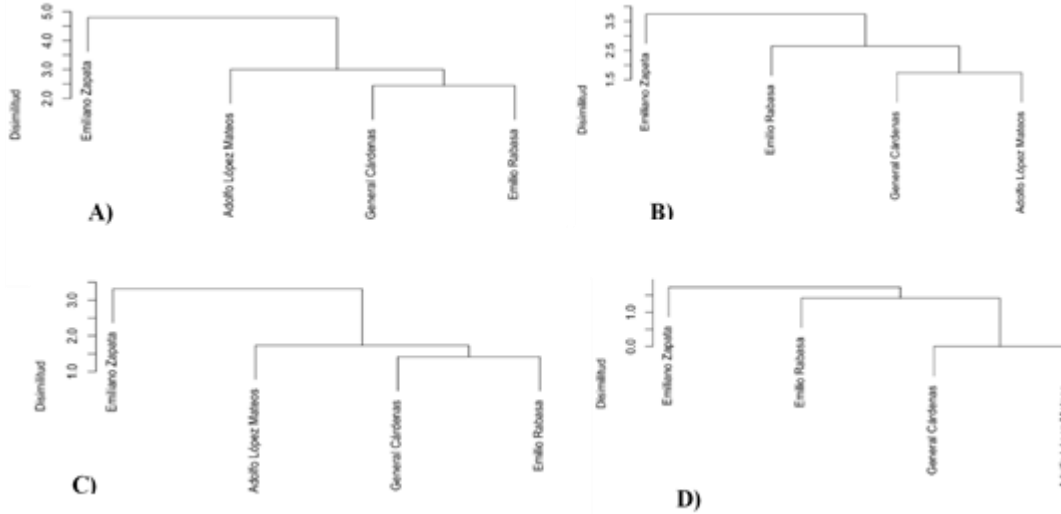 Disimilitud
2.0 3.0 4.0 5.0
Emiliano Zapata
Adolfo López Mateos
General Cárdenas
Emilio Rabasa
A)
Disimilitud
1.5 2.5 3.5
Emiliano Zapata
Emilio Rabasa
General Cárdenas
Adolfo López Mateos
B)
Disimilitud
1.0 2.0 3.0
Emiliano Zapata
Adolfo López Mateos
General Cárdenas
Emilio Rabasa
C)
Disimilitud
0.0 1.0
Emiliano Zapata
Emilio Rabasa
General Cárdenas
D)